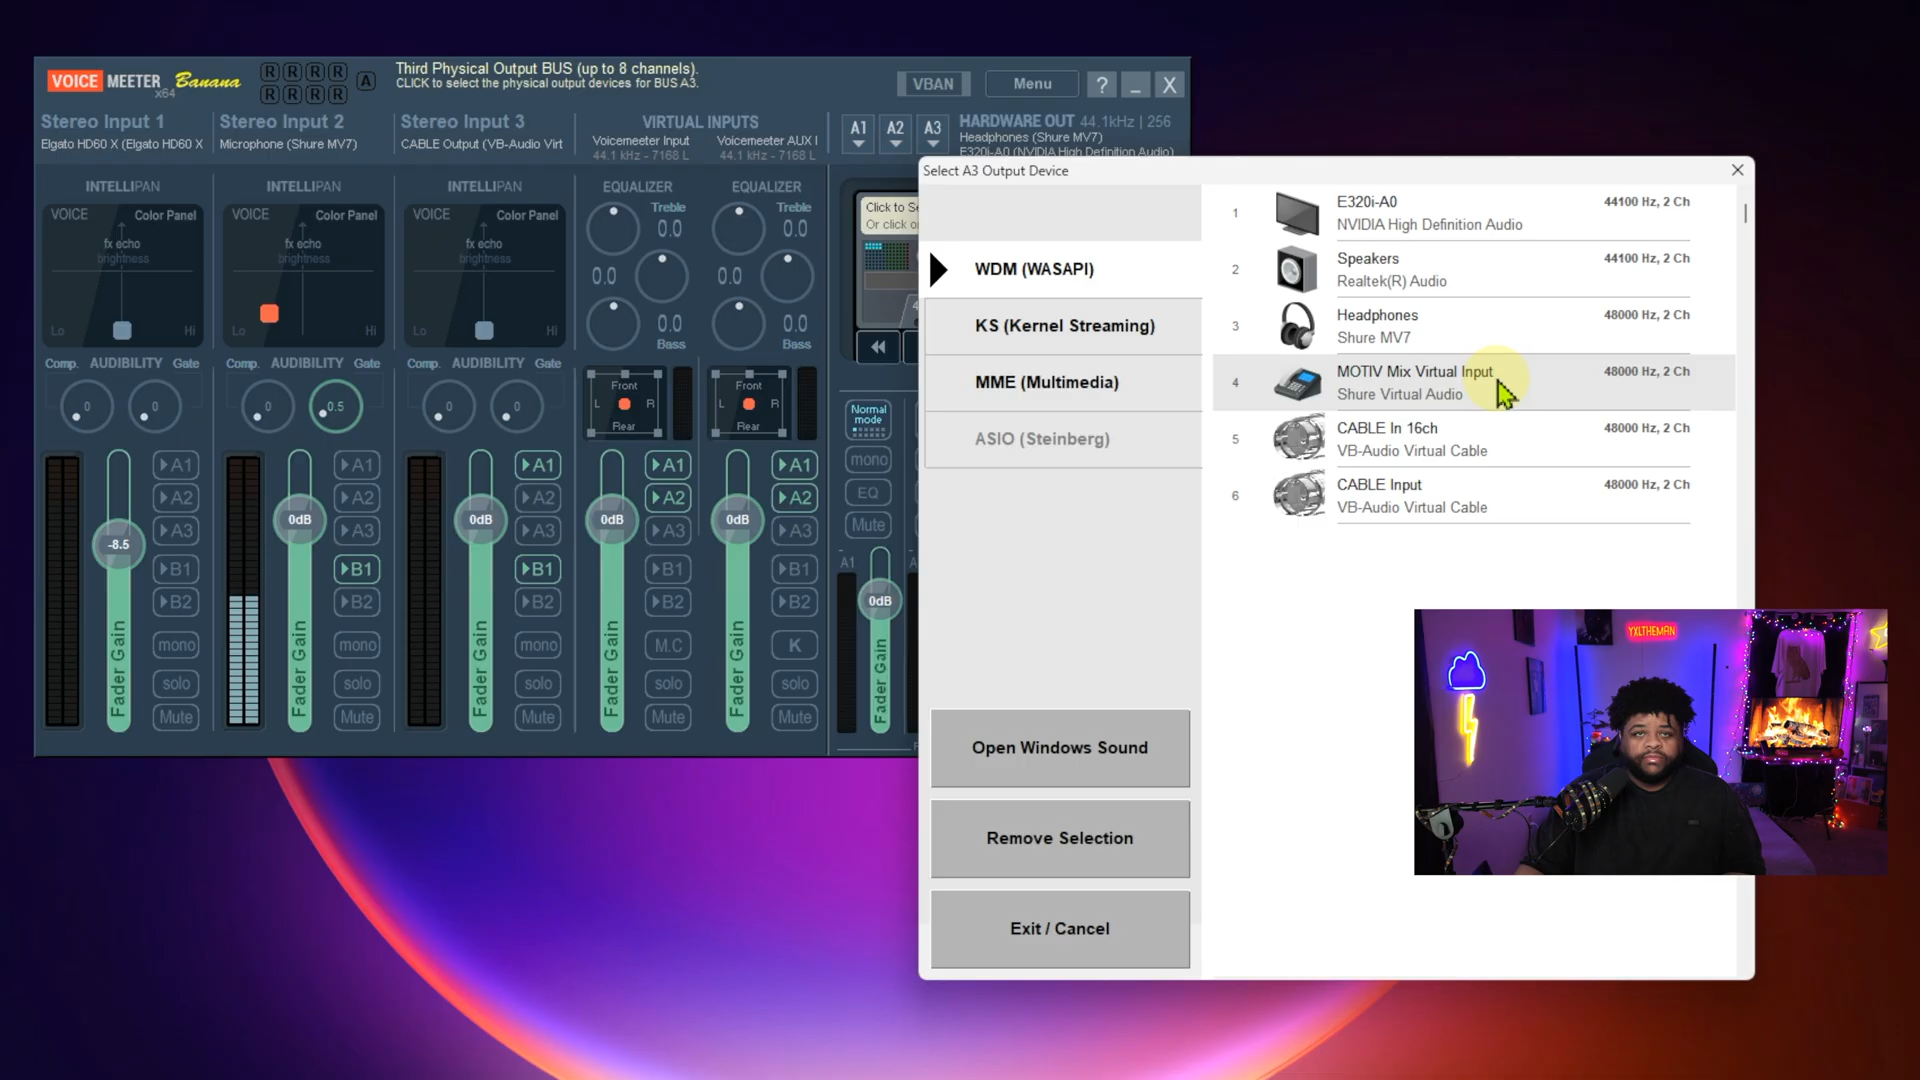 VOICE MEETER Banana
x64
R R R R A
R R R R
Third Physical Output BUS (up to 8 channels).
CLICK to select the physical output devices for BUS A3.
VBAN Menu ? _ X
Stereo Input 1
Elgato HD60 X (Elgato HD60 X
Stereo Input 2
Microphone (Shure MV7)
Stereo Input 3
CABLE Output (VB-Audio Virt
VIRTUAL INPUTS
Voicemeeter Input
44.1 kHz - 7168 L
Voicemeeter AUX I
44.1 kHz - 7168 L
A1 A2 A3
HARDWARE OUT 44.1kHz | 256
Headphones (Shure MV7)
E320i-A0 (NVIDIA High Definition Audio)
INTELLIPAN
VOICE Color Panel
fx echo
brightness
Lo Hi
Comp. AUDIBILITY Gate
0 0
-8.5
Fader Gain
A1
A2
A3
B1
B2
mono
solo
Mute
INTELLIPAN
VOICE Color Panel
fx echo
brightness
Lo Hi
Comp. AUDIBILITY Gate
0 0.5
0dB
Fader Gain
A1
A2
A3
B1
B2
mono
solo
Mute
INTELLIPAN
VOICE Color Panel
fx echo
brightness
Lo Hi
Comp. AUDIBILITY Gate
0 0
0dB
Fader Gain
A1
A2
A3
B1
B2
mono
solo
Mute
EQUALIZER
Treble
0.0
0.0
0.0
Bass
Front
L R
Rear
0dB
Fader Gain
A1
A2
A3
B1
B2
M.C
solo
Mute
EQUALIZER
Treble
0.0
0.0
0.0
Bass
Front
L R
Rear
0dB
Fader Gain
A1
A2
A3
B1
B2
K
solo
Mute
Click to
Or click
Normal
mode
mono
EQ
Mute
A1
0dB
Fader Gain
Select A3 Output Device
WDM (WASAPI)
KS (Kernel Streaming)
MME (Multimedia)
ASIO (Steinberg)
Open Windows Sound
Remove Selection
Exit / Cancel
1 E320i-A0 44100 Hz, 2 Ch
NVIDIA High Definition Audio
2 Speakers 44100 Hz, 2 Ch
Realtek(R) Audio
3 Headphones 48000 Hz, 2 Ch
Shure MV7
4 MOTIV Mix Virtual Input 48000 Hz, 2 Ch
Shure Virtual Audio
5 CABLE In 16ch 48000 Hz, 2 Ch
VB-Audio Virtual Cable
6 CABLE Input 48000 Hz, 2 Ch
VB-Audio Virtual Cable
YXLTHEMAN